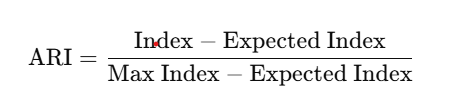 ARI = Index − Expected Index / Max Index − Expected Index